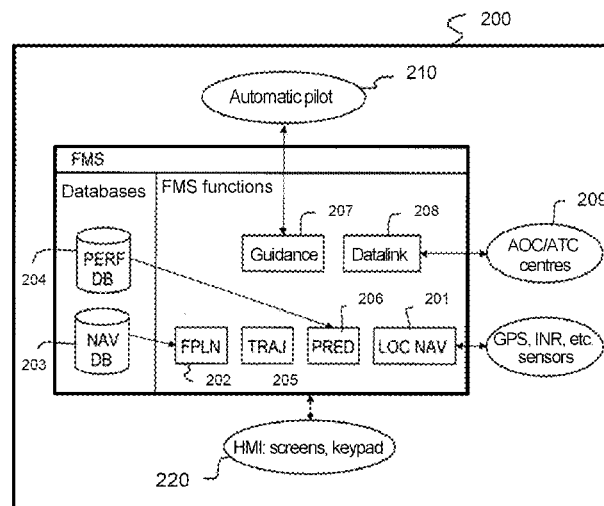 200
210
Automatic pilot
FMS
Databases
FMS functions
209
207
208
204
PERF
DB
Guidance
Datalink
AOC/ATC
centres
206
201
203
NAV
DB
FPLN
TRAJ
PRED
LOC NAV
GPS, INR, etc.
sensors
202
205
HMI: screens, keypad
220